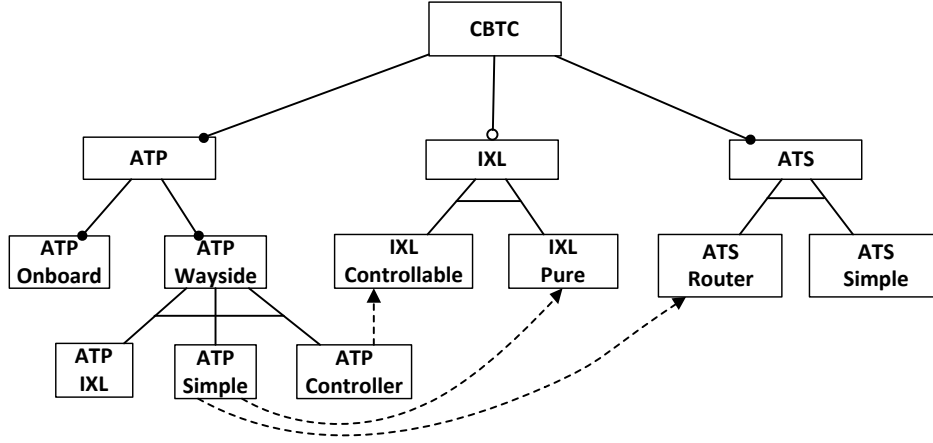 CBTC
ATP
IXL
ATS
ATP
Onboard
ATP
Wayside
IXL
Controllable
IXL
Pure
ATS
Router
ATS
Simple
ATP
IXL
ATP
Simple
ATP
Controller